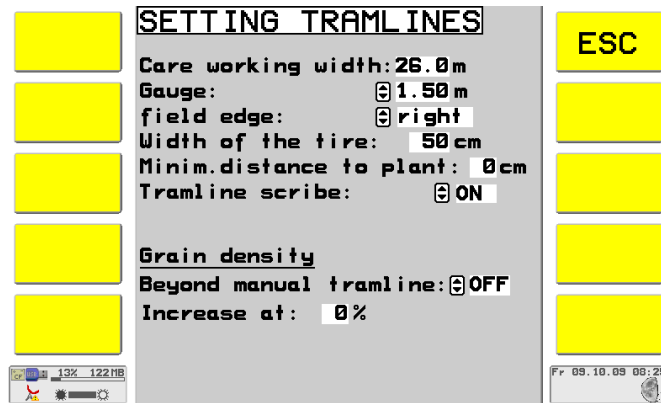 SETTING TRAMLINES
ESC
Care working width: 26.0 m
Gauge: 1.50 m
field edge: right
Width of the tire: 50 cm
Minim.distance to plant: 0 cm
Tramline scribe: ON
Grain density
Beyond manual tramline: OFF
Increase at: 0 %
13% 122MB
Fr 09.10.09 08:25